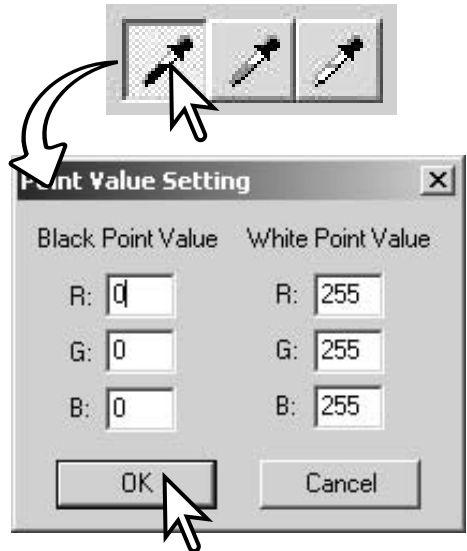 Point Value Setting
Black Point Value White Point Value
R: 0 R: 255
G: 0 G: 255
B: 0 B: 255
OK Cancel